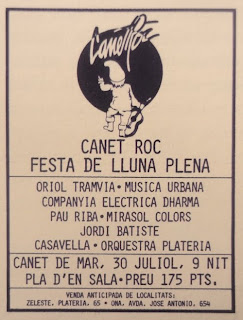 Canet Roc
CANET ROC
FESTA DE LLUNA PLENA
ORIOL TRAMVIA • MUSICA URBANA
COMPANYIA ELECTRICA DHARMA
PAU RIBA • MIRASOL COLORS
JORDI BATISTE
CASAVELLA • ORQUESTRA PLATERIA
CANET DE MAR, 30 JULIOL, 9 NIT
PLA D'EN SALA • PREU 175 PTS.
VENDA ANTICIPADA DE LOCALITATS:
ZELESTE, PLATERIA, 65 • ONA, AVDA. JOSE ANTONIO, 654